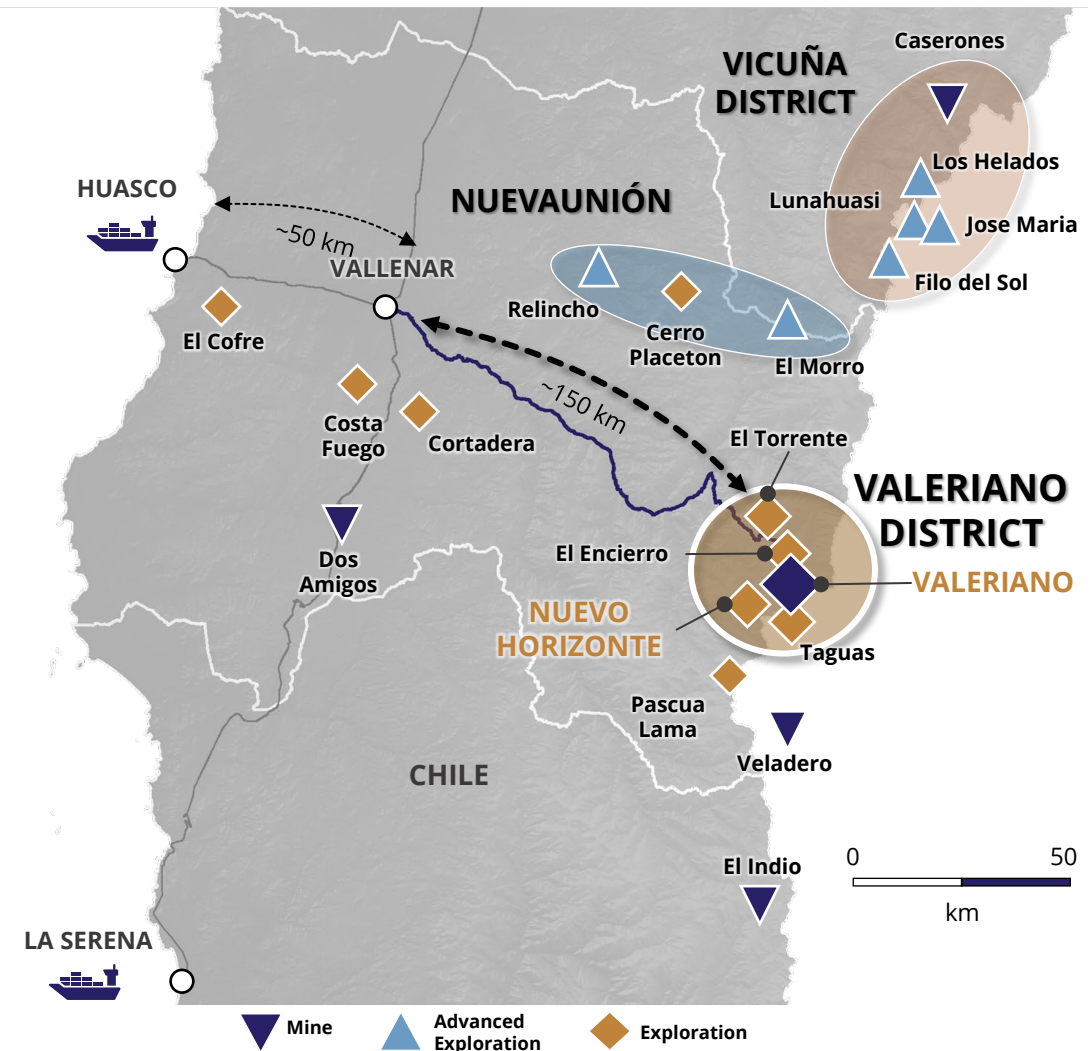 Caserones
VICUÑA
DISTRICT
Los Helados
HUASCO
NUEVAUNIÓN
Lunahuasi
Jose Maria
~50 km
VALLENAR
Filo del Sol
Relincho
El Cofre
Cerro
Placeton
El Morro
~150 km
Costa
Fuego
Cortadera
El Torrente
VALERIANO
DISTRICT
El Encierro
Dos
Amigos
VALERIANO
NUEVO
HORIZONTE
Taguas
Pascua
Lama
Veladero
CHILE
0 50
km
El Indio
LA SERENA
Mine
Advanced
Exploration
Exploration